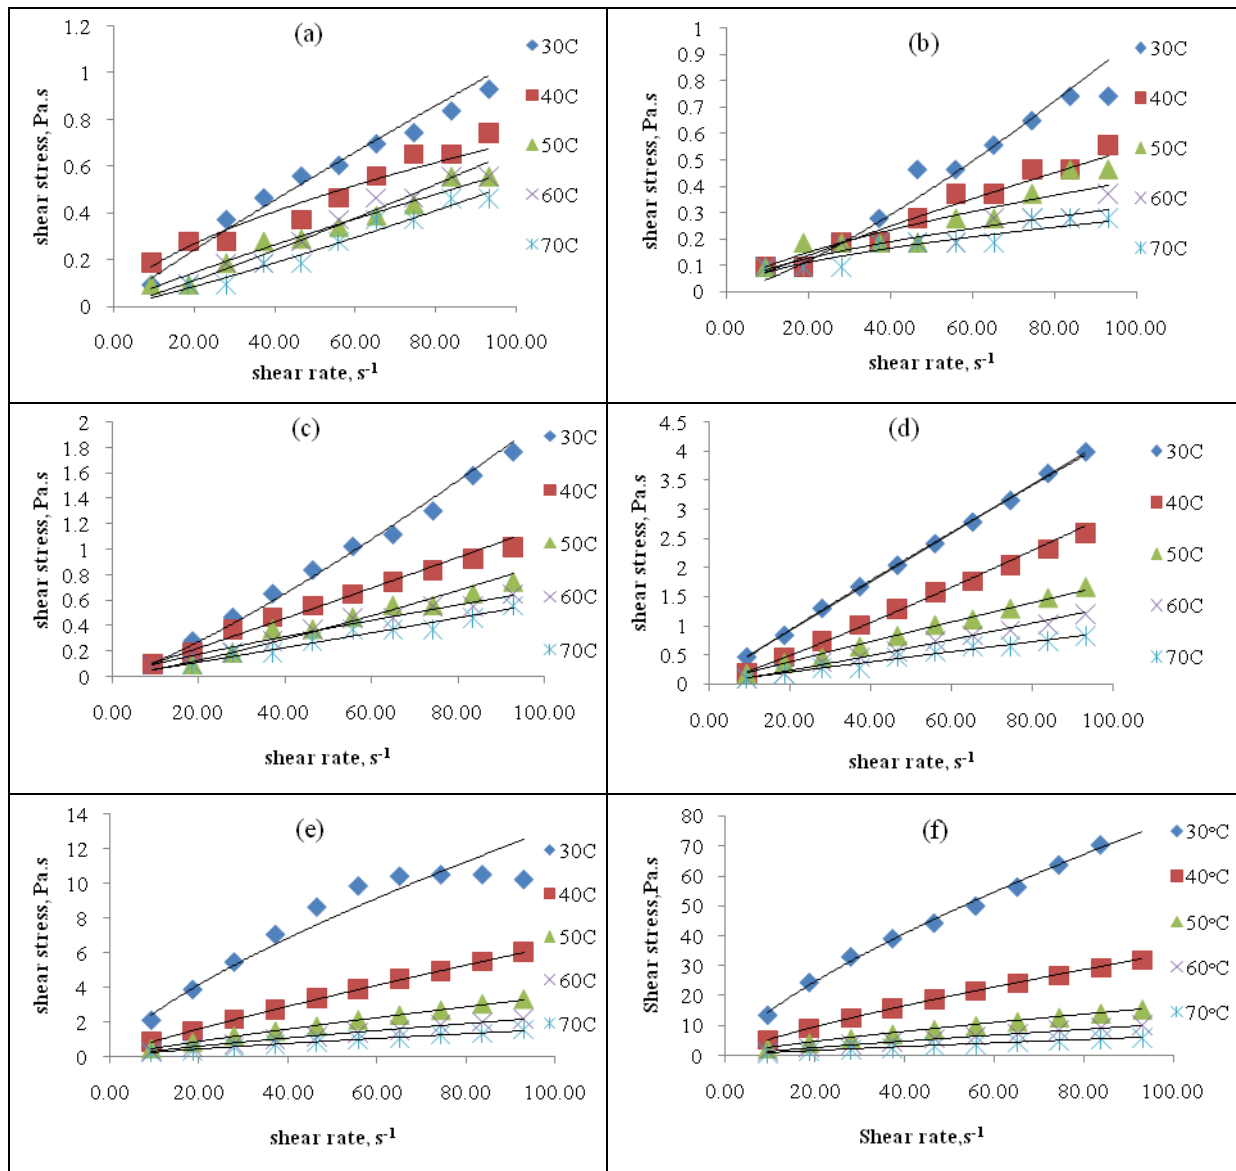 (a)
shear stress, Pa.s
1.2
1
0.8
0.6
0.4
0.2
0
0.00 20.00 40.00 60.00 80.00 100.00
shear rate, s-1
30C
40C
50C
60C
70C
(b)
shear stress, Pa.s
1
0.9
0.8
0.7
0.6
0.5
0.4
0.3
0.2
0.1
0
0.00 20.00 40.00 60.00 80.00 100.00
shear rate, s-1
30C
40C
50C
60C
70C
(c)
shear stress, Pa.s
2
1.8
1.6
1.4
1.2
1
0.8
0.6
0.4
0.2
0
0.00 20.00 40.00 60.00 80.00 100.00
shear rate, s-1
30C
40C
50C
60C
70C
(d)
shear stress, Pa.s
4.5
4
3.5
3
2.5
2
1.5
1
0.5
0
0.00 20.00 40.00 60.00 80.00 100.00
shear rate, s-1
30C
40C
50C
60C
70C
(e)
shear stress, Pa.s
14
12
10
8
6
4
2
0
0.00 20.00 40.00 60.00 80.00 100.00
shear rate, s-1
30C
40C
50C
60C
70C
(f)
Shear stress,Pa.s
80
70
60
50
40
30
20
10
0
0.00 20.00 40.00 60.00 80.00 100.00
Shear rate,s-1
30°C
40°C
50°C
60°C
70°C